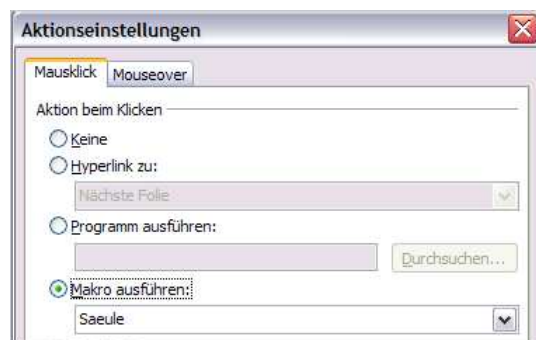 Aktionseinstellungen
Mausklick Mouseover
Aktion beim Klicken
Keine
Hyperlink zu:
Nächste Folie
Programm ausführen:
Durchsuchen...
Makro ausführen:
Saeule